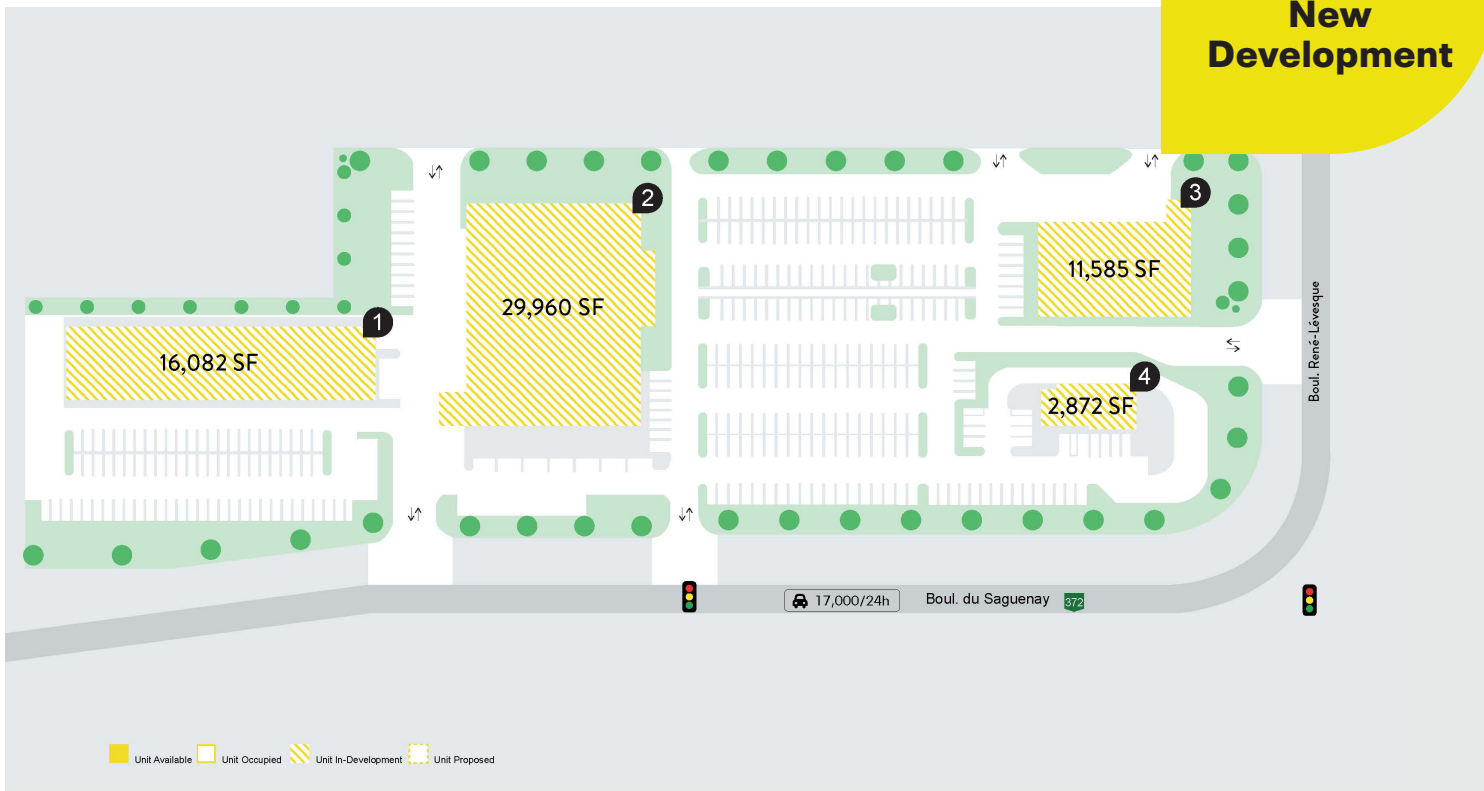 New
Development
2
3
11,585 SF
29,960 SF
1
16,082 SF
4
2,872 SF
Boul. René-Lévesque
17,000/24h
Boul. du Saguenay
372
Unit Available
Unit Occupied
Unit In-Development
Unit Proposed